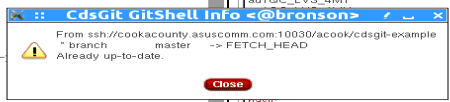 autGC_LVS_4MT
CdsGit GitShell Info <@bronson>
From ssh://cookacounty.asuscomm.com:10030/acook/cdsgit-example
* branch master -> FETCH_HEAD
Already up-to-date.
Close